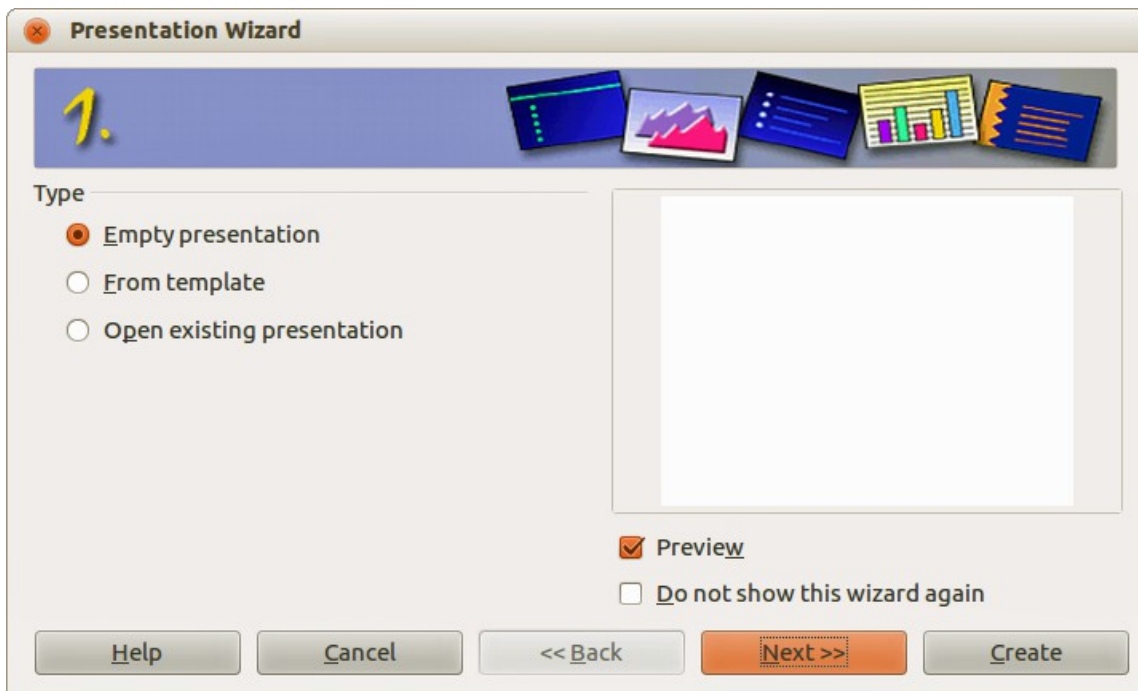 Presentation Wizard
1.
Type
Empty presentation
From template
Open existing presentation
Preview
Do not show this wizard again
Help
Cancel
<< Back
Next >>
Create